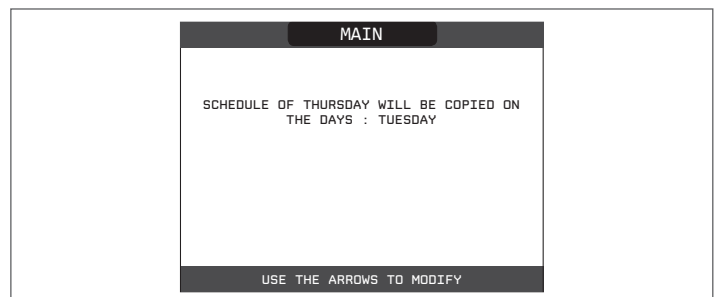 MAIN
SCHEDULE OF THURSDAY WILL BE COPIED ON
THE DAYS : TUESDAY
USE THE ARROWS TO MODIFY